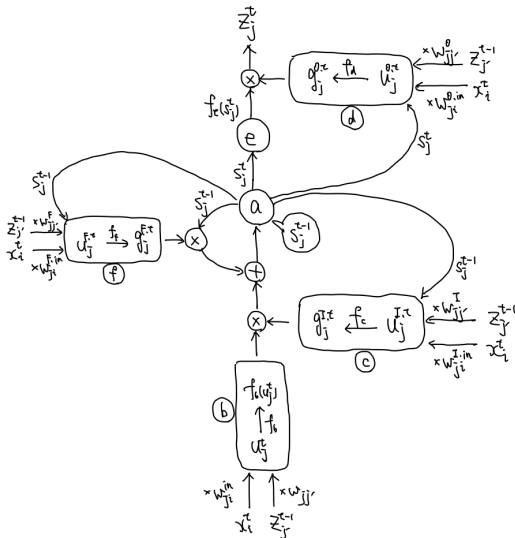 z_j^t
× w_{jj'}^O z_{j'}^{t-1}
g_j^{O,t} f_d u_j^{O,t}
×
× w_{ji}^{O,in} x_i^t
d
f_e(s_j^t)
e
s_j^t
s_j^t
s_j^{t-1}
s_j^{t-1}
a
s_j^{t-1}
z_{j'}^{t-1} × w_{jj'}^F
u_j^{F,t} f_f g_j^{F,t}
×
x_i^t × w_{ji}^{F,in}
f
s_j^{t-1}
+
× w_{jj'}^I z_{j'}^{t-1}
×
g_j^{I,t} f_c u_j^{I,t}
× w_{ji}^{I,in} x_i^t
c
f_b(u_j^t)
b
f_b
u_j^t
× w_{ji}^{in} × w_{jj'}
x_i^t z_{j'}^{t-1}